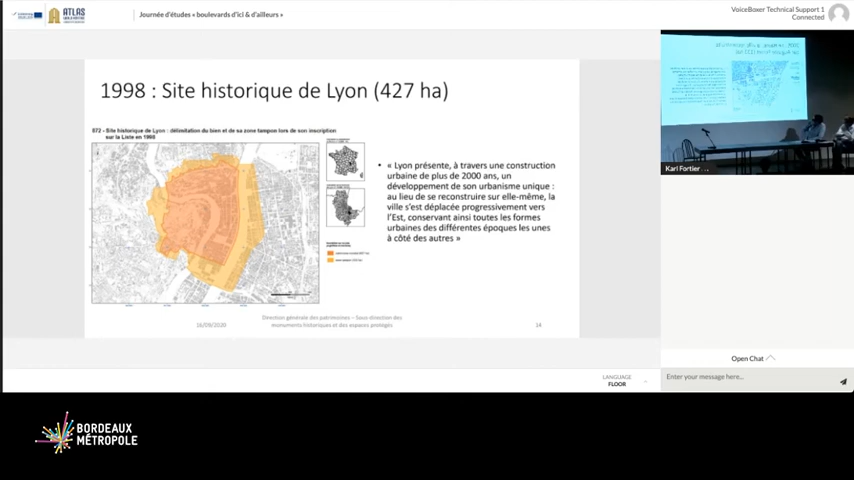 ATLAS
Journée d'études « boulevards d'ici & d'ailleurs »
VoiceBoxer Technical Support 1
Connected
1998 : Site historique de Lyon (427 ha)
872 - Site historique de Lyon : délimitation du bien et de sa zone tampon lors de son inscription
sur la Liste en 1998
• « Lyon présente, à travers une construction
urbaine de plus de 2000 ans, un
développement de son urbanisme unique :
au lieu de se reconstruire sur elle-même, la
ville s'est déplacée progressivement vers
l'Est, conservant ainsi toutes les formes
urbaines des différentes époques les unes
à côté des autres »
16/09/2020
Direction générale des patrimoines – Sous-direction des
monuments historiques et des espaces protégés
14
Karl Fortier ...
Open Chat
LANGUAGE
FLOOR
Enter your message here...
BORDEAUX
MÉTROPOLE